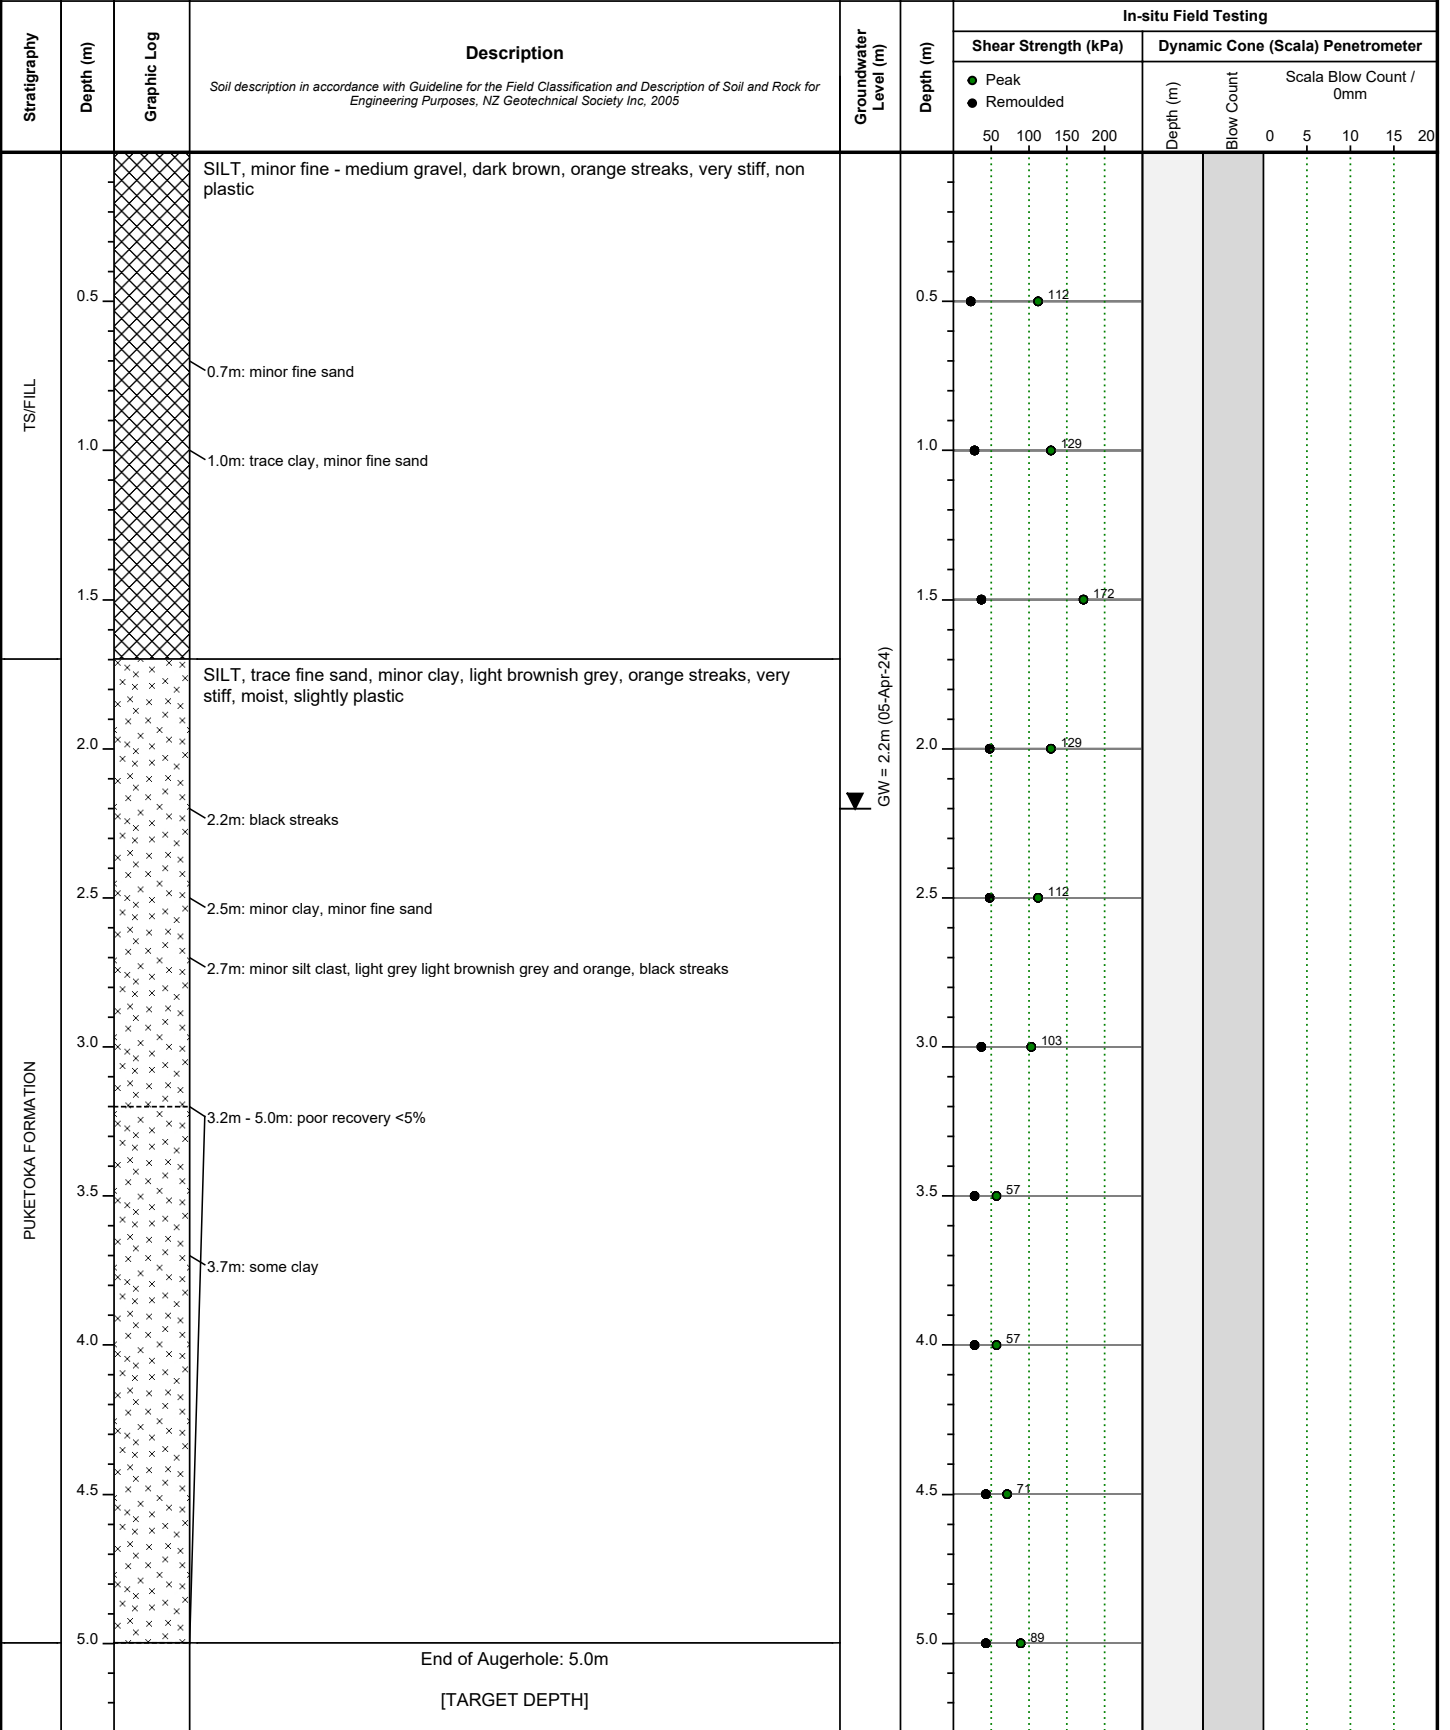 Stratigraphy
Depth (m)
Graphic Log
Description
Soil description in accordance with Guideline for the Field Classification and Description of Soil and Rock for
Engineering Purposes, NZ Geotechnical Society Inc, 2005
Groundwater
Level (m)
Depth (m)
In-situ Field Testing
Shear Strength (kPa)
Dynamic Cone (Scala) Penetrometer
Peak
Remoulded
50 100 150 200
Depth (m)
Blow Count
Scala Blow Count /
0mm
0 5 10 15 20
TS/FILL
SILT, minor fine - medium gravel, dark brown, orange streaks, very stiff, non
plastic
0.5
0.5
112
0.7m: minor fine sand
1.0
1.0
129
1.0m: trace clay, minor fine sand
1.5
1.5
172
PUKETOKA FORMATION
SILT, trace fine sand, minor clay, light brownish grey, orange streaks, very
stiff, moist, slightly plastic
GW = 2.2m (05-Apr-24)
2.0
2.0
129
2.2m: black streaks
2.5
2.5
112
2.5m: minor clay, minor fine sand
2.7m: minor silt clast, light grey light brownish grey and orange, black streaks
3.0
3.0
103
3.2m - 5.0m: poor recovery <5%
3.5
3.5
57
3.7m: some clay
4.0
4.0
57
4.5
4.5
71
5.0
5.0
89
End of Augerhole: 5.0m
[TARGET DEPTH]